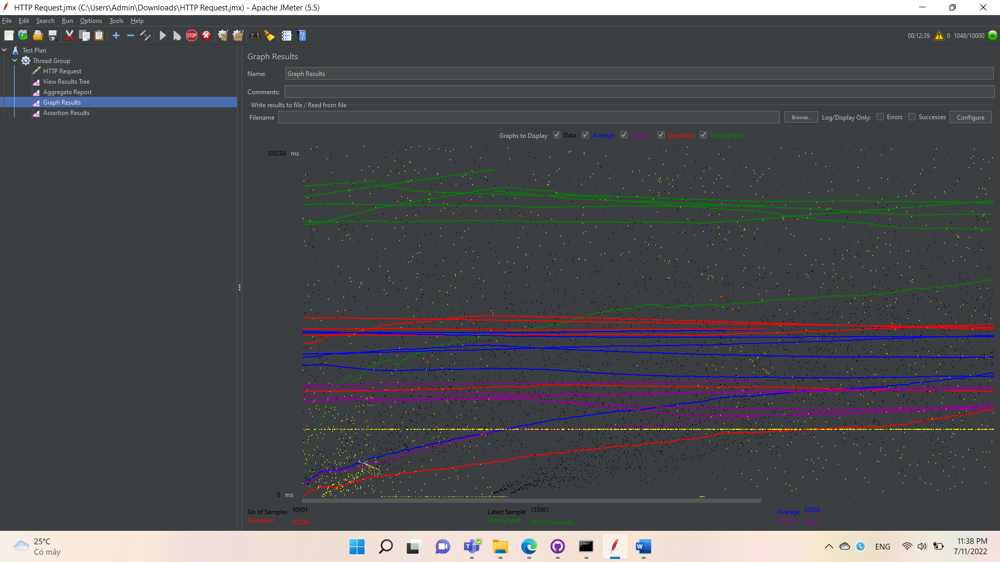 HTTP Request.jmx (C:\Users\Admin\Downloads\HTTP Request.jmx) - Apache JMeter (5.5)
File Edit Search Run Options Tools Help
STOP
00:12:39 0 1048/10000
Test Plan
Thread Group
HTTP Request
View Results Tree
Aggregate Report
Graph Results
Assertion Results
Graph Results
Name: Graph Results
Comments:
Write results to file / Read from file
Filename Browse... Log/Display Only: Errors Successes Configure
Graphs to Display Data Average Median Deviation Throughput
109284 ms
0 ms
No of Samples 10901 Latest Sample 155961 Average 52038
Deviation 52104 Throughput 583.974/minute Median
25°C
Có mây
ENG
11:38 PM
7/11/2022